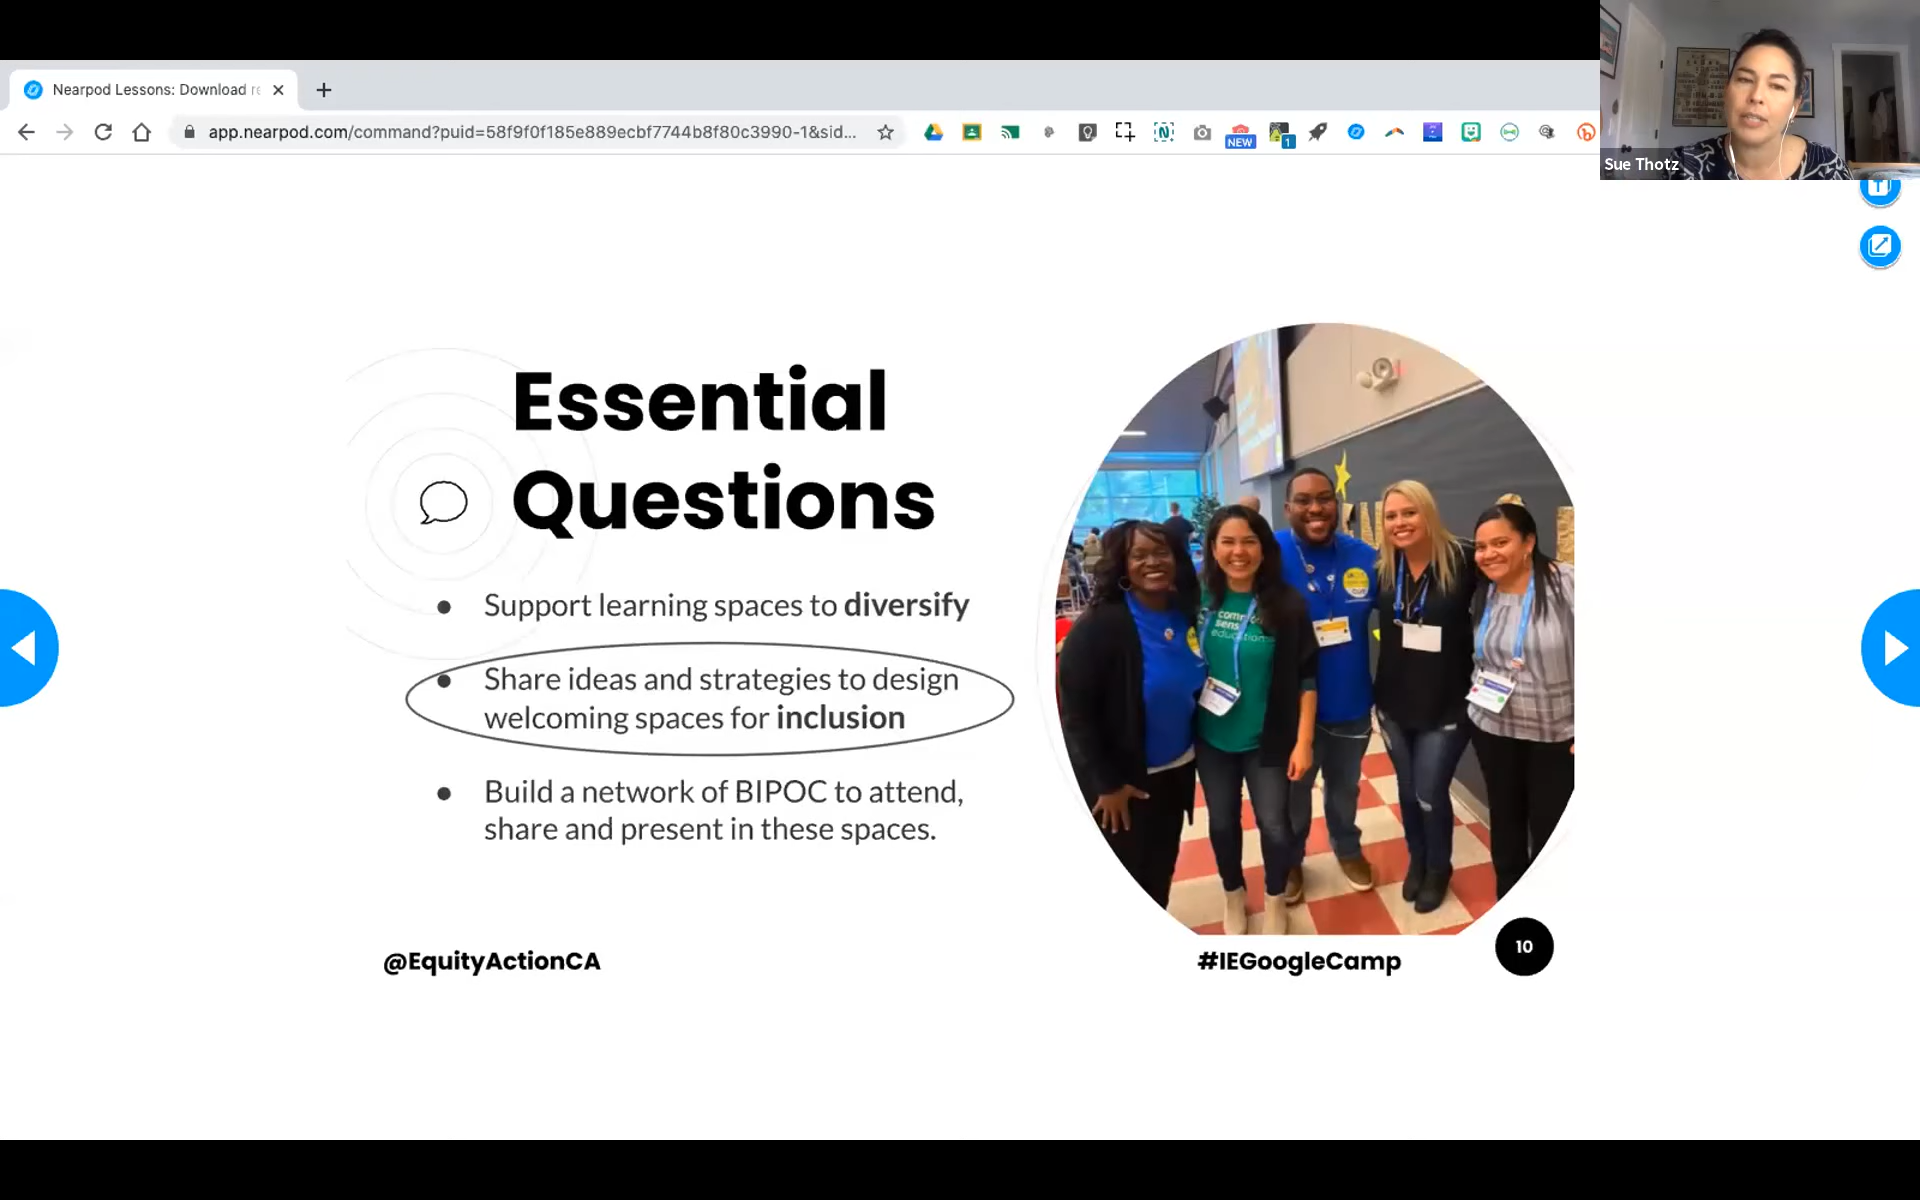 Nearpod Lessons: Download re
app.nearpod.com/command?puid=58f9f0f185e889ecbf7744b8f80c3990-1&sid...
NEW
1
Sue Thotz
Essential
Questions
● Support learning spaces to diversify
● Share ideas and strategies to design
welcoming spaces for inclusion
● Build a network of BIPOC to attend,
share and present in these spaces.
@EquityActionCA
#IEGoogleCamp
10